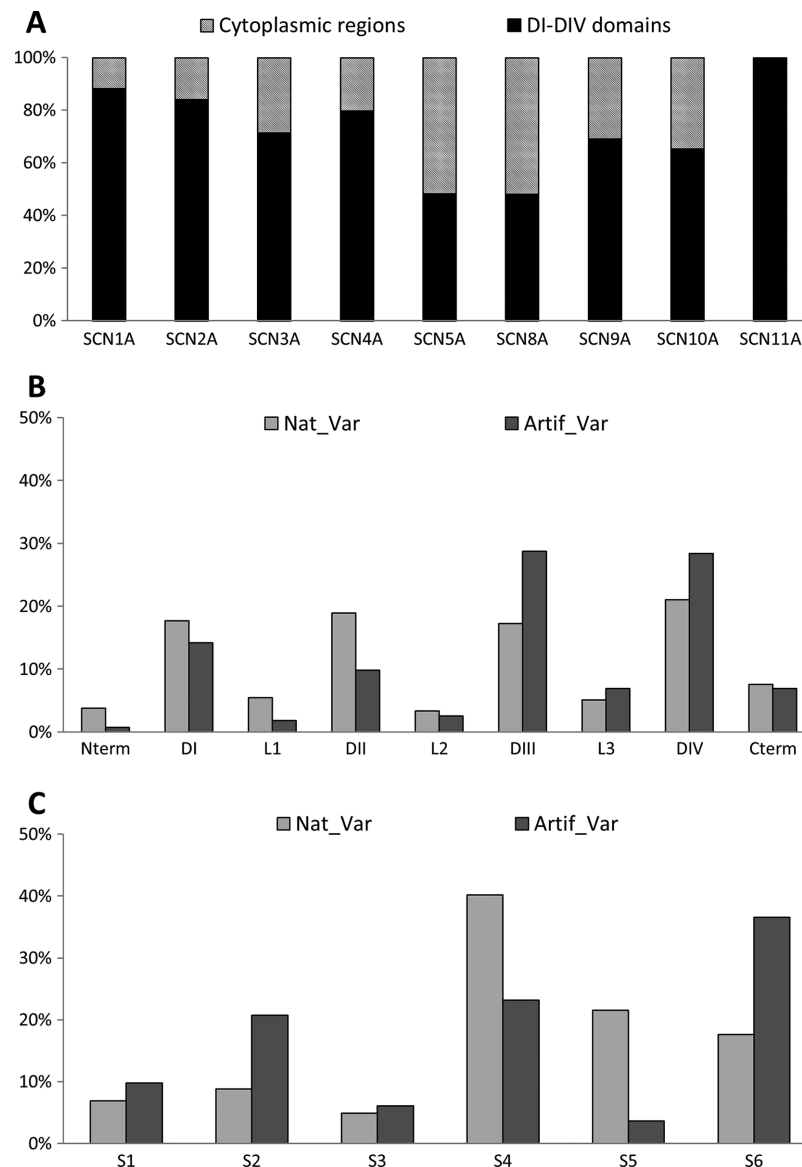 A
Cytoplasmic regions DI-DIV domains
100%
80%
60%
40%
20%
0%
SCN1A SCN2A SCN3A SCN4A SCN5A SCN8A SCN9A SCN10A SCN11A
B
50%
Nat_Var Artif_Var
40%
30%
20%
10%
0%
Nterm DI L1 DII L2 DIII L3 DIV Cterm
C
50%
Nat_Var Artif_Var
40%
30%
20%
10%
0%
S1 S2 S3 S4 S5 S6